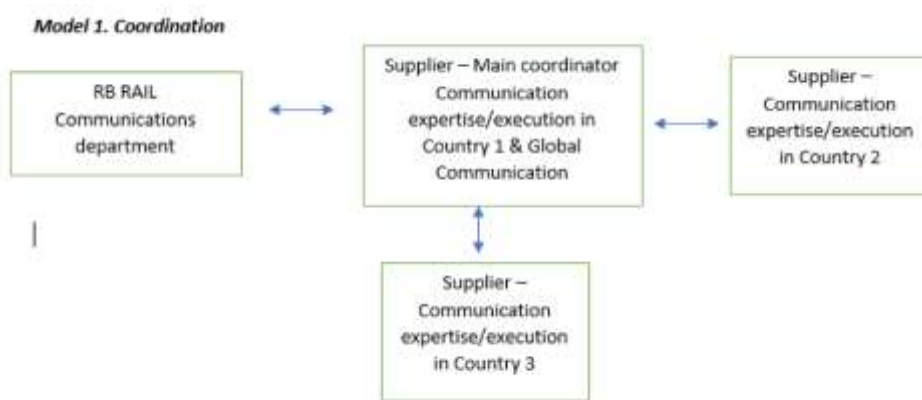 Model 1. Coordination
RB RAIL
Communications
department
Supplier – Main coordinator
Communication
expertise/execution in
Country 1 & Global
Communication
Supplier –
Communication
expertise/execution
in Country 2
Supplier –
Communication
expertise/execution
in Country 3